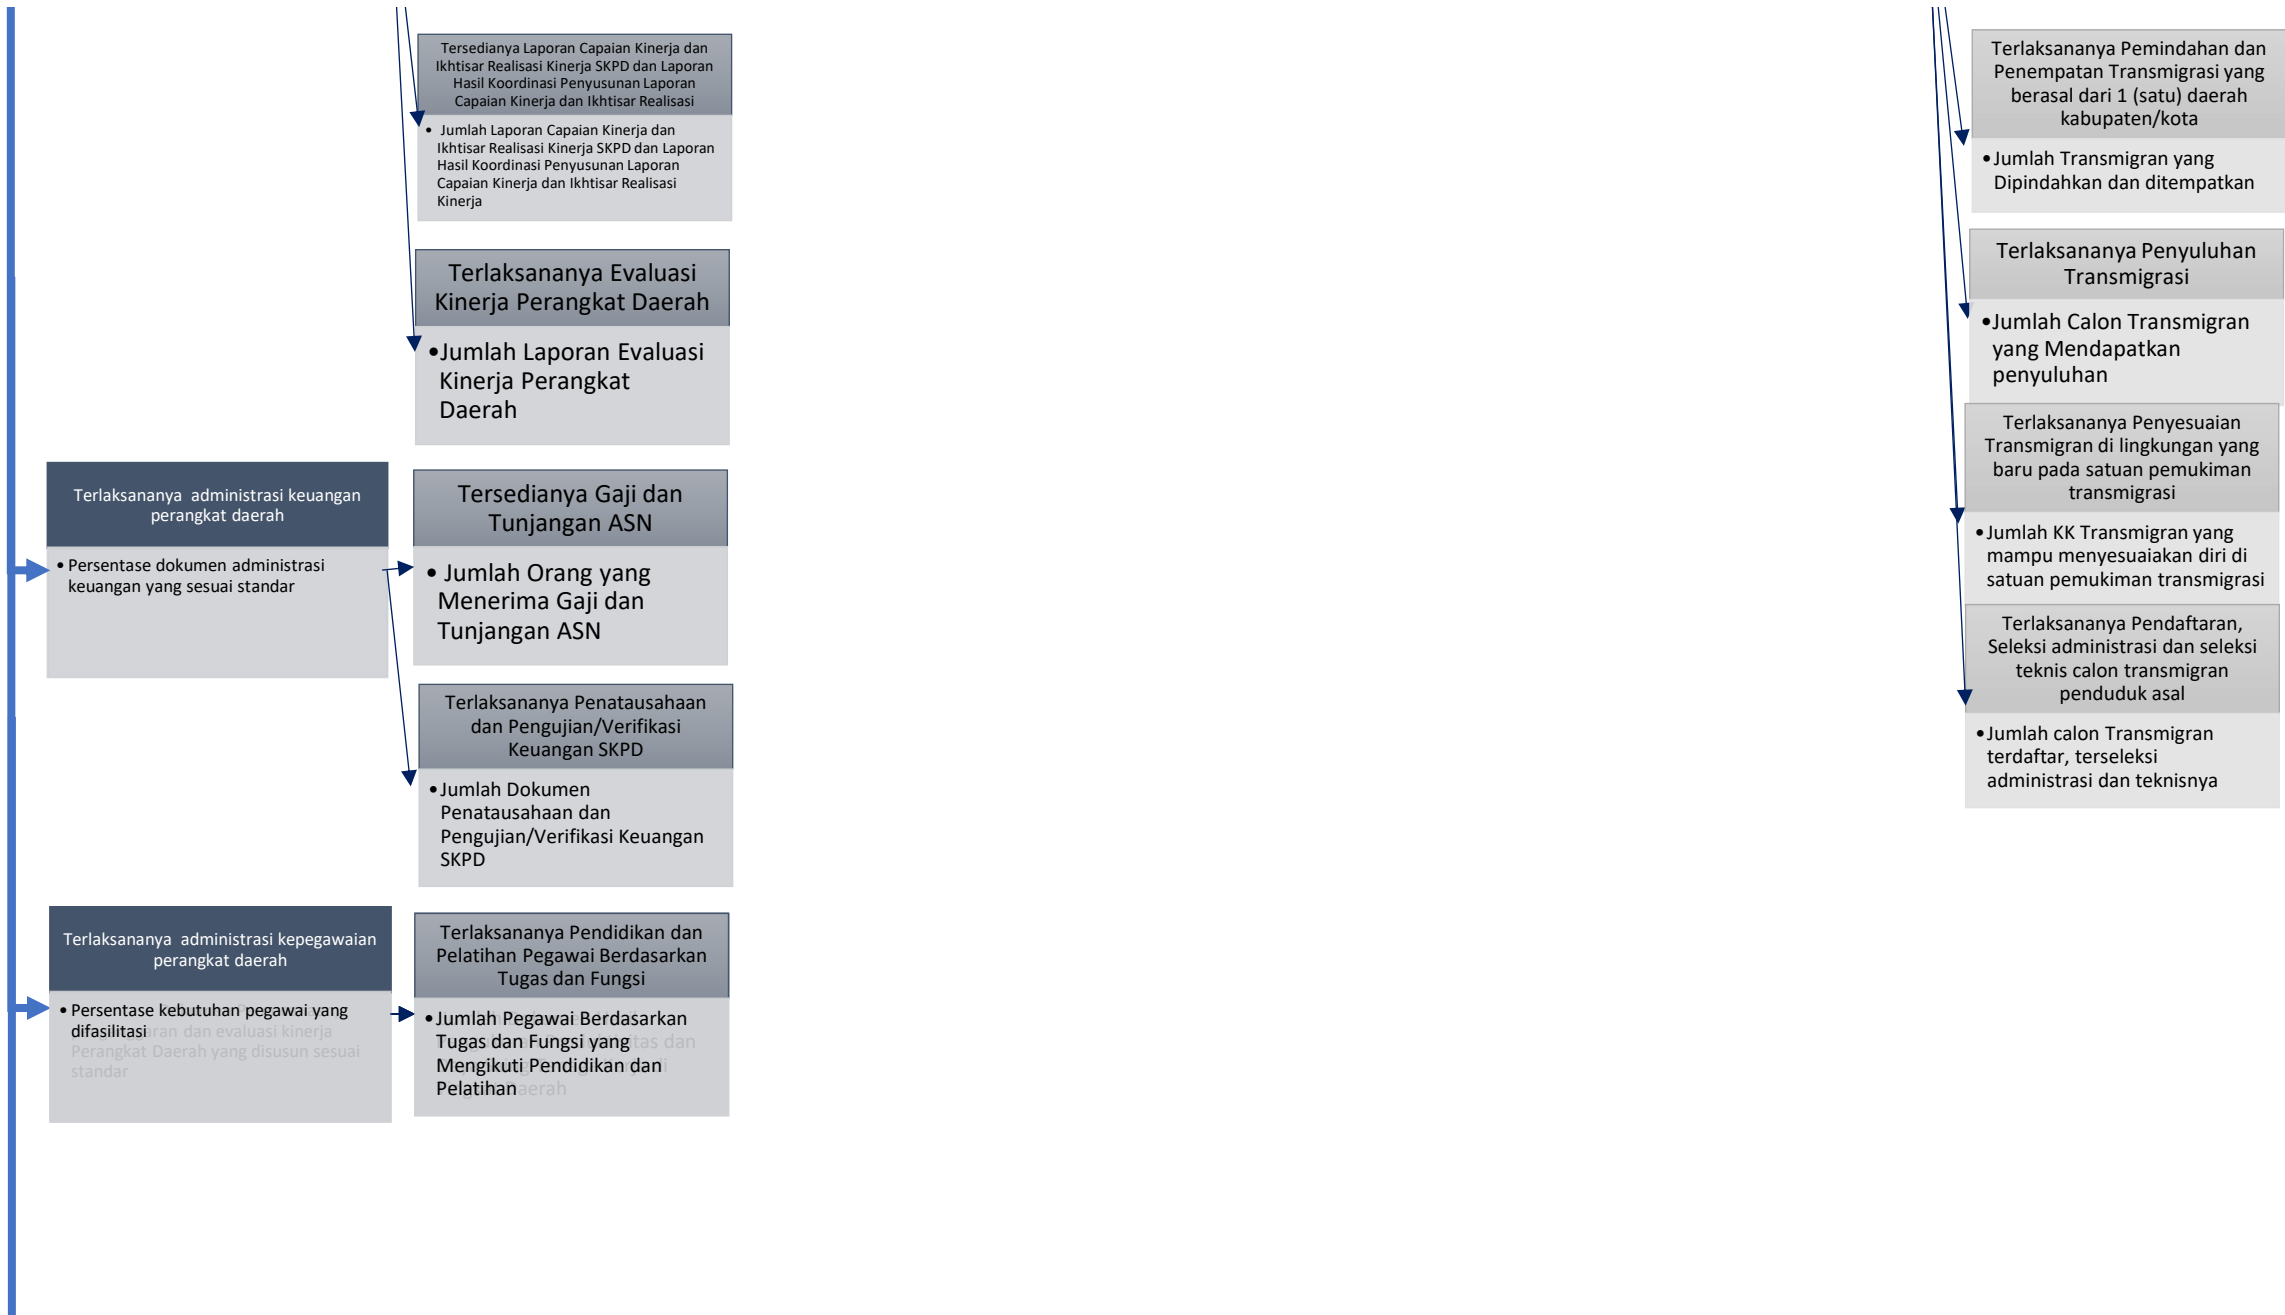 Tersedianya Laporan Capaian Kinerja dan
Ikhtisar Realisasi Kinerja SKPD dan Laporan
Hasil Koordinasi Penyusunan Laporan
Capaian Kinerja dan Ikhtisar Realisasi
• Jumlah Laporan Capaian Kinerja dan
Ikhtisar Realisasi Kinerja SKPD dan Laporan
Hasil Koordinasi Penyusunan Laporan
Capaian Kinerja dan Ikhtisar Realisasi
Kinerja
Terlaksananya Evaluasi
Kinerja Perangkat Daerah
•Jumlah Laporan Evaluasi
Kinerja Perangkat
Daerah
Terlaksananya administrasi keuangan
perangkat daerah
• Persentase dokumen administrasi
keuangan yang sesuai standar
Tersedianya Gaji dan
Tunjangan ASN
• Jumlah Orang yang
Menerima Gaji dan
Tunjangan ASN
Terlaksananya Penatausahaan
dan Pengujian/Verifikasi
Keuangan SKPD
•Jumlah Dokumen
Penatausahaan dan
Pengujian/Verifikasi Keuangan
SKPD
Terlaksananya administrasi kepegawaian
perangkat daerah
• Persentase kebutuhan pegawai yang
difasilitasi
dan evaluasi kinerja
Perangkat Daerah yang disusun sesuai
standar
Terlaksananya Pendidikan dan
Pelatihan Pegawai Berdasarkan
Tugas dan Fungsi
•Jumlah Pegawai Berdasarkan
Tugas dan Fungsi yang
Mengikuti Pendidikan dan
Pelatihan
Terlaksananya Pemindahan dan
Penempatan Transmigrasi yang
berasal dari 1 (satu) daerah
kabupaten/kota
•Jumlah Transmigran yang
Dipindahkan dan ditempatkan
Terlaksananya Penyuluhan
Transmigrasi
•Jumlah Calon Transmigran
yang Mendapatkan
penyuluhan
Terlaksananya Penyesuaian
Transmigran di lingkungan yang
baru pada satuan pemukiman
transmigrasi
•Jumlah KK Transmigran yang
mampu menyesuaiakan diri di
satuan pemukiman transmigrasi
Terlaksananya Pendaftaran,
Seleksi administrasi dan seleksi
teknis calon transmigran
penduduk asal
•Jumlah calon Transmigran
terdaftar, terseleksi
administrasi dan teknisnya